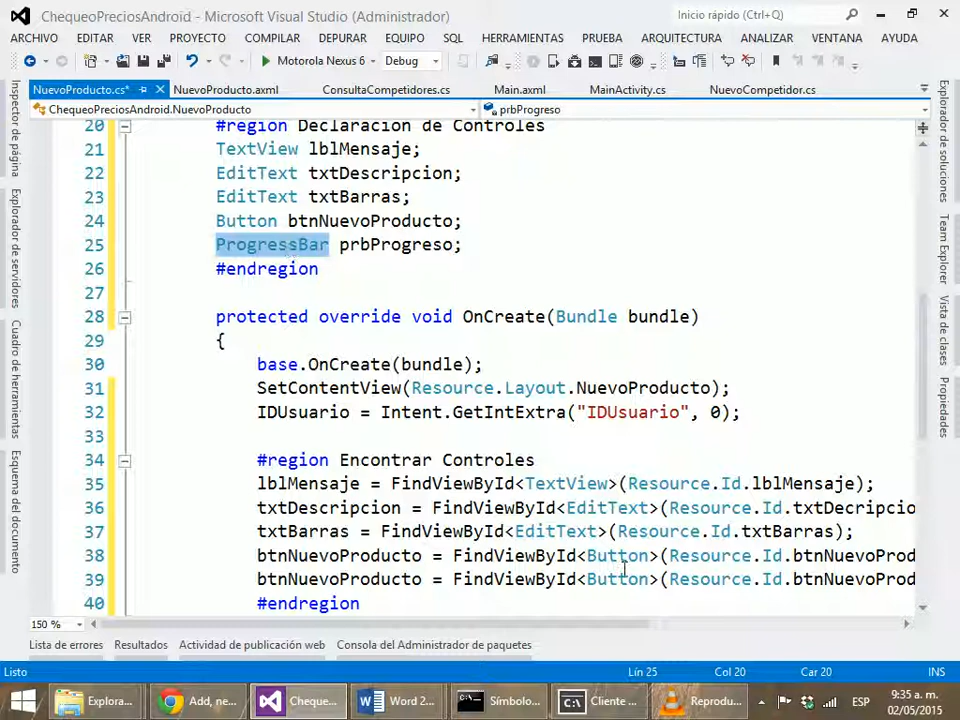 ChequeoPreciosAndroid - Microsoft Visual Studio (Administrador)
Inicio rápido (Ctrl+Q)
ARCHIVO EDITAR VER PROYECTO COMPILAR DEPURAR EQUIPO SQL HERRAMIENTAS PRUEBA ARQUITECTURA ANALIZAR VENTANA AYUDA
Motorola Nexus 6 Debug
NuevoProducto.cs* NuevoProducto.axml ConsultaCompetidores.cs Main.axml MainActivity.cs NuevoCompetidor.cs
ChequeoPreciosAndroid.NuevoProducto prbProgreso
Inspector de página
Explorador de servidores
Cuadro de herramientas
Esquema del documento
20 #region Declaracion de Controles
21 TextView lblMensaje;
22 EditText txtDescripcion;
23 EditText txtBarras;
24 Button btnNuevoProducto;
25 ProgressBar prbProgreso;
26 #endregion
27
28 protected override void OnCreate(Bundle bundle)
29 {
30 base.OnCreate(bundle);
31 SetContentView(Resource.Layout.NuevoProducto);
32 IDUsuario = Intent.GetIntExtra("IDUsuario", 0);
33
34 #region Encontrar Controles
35 lblMensaje = FindViewById<TextView>(Resource.Id.lblMensaje);
36 txtDescripcion = FindViewById<EditText>(Resource.Id.txtDecripcio
37 txtBarras = FindViewById<EditText>(Resource.Id.txtBarras);
38 btnNuevoProducto = FindViewById<Button>(Resource.Id.btnNuevoProd
39 btnNuevoProducto = FindViewById<Button>(Resource.Id.btnNuevoProd
40 #endregion
Explorador de soluciones
Team Explorer
Vista de clases
Propiedades
150 %
Lista de errores Resultados Actividad de publicación web Consola del Administrador de paquetes
Listo Lín 25 Col 20 Car 20 INS
Explora... Add, ne... Cheque... Word 2... Símbolo... Cliente ... Reprodu... ESP
9:35 a. m.
02/05/2015